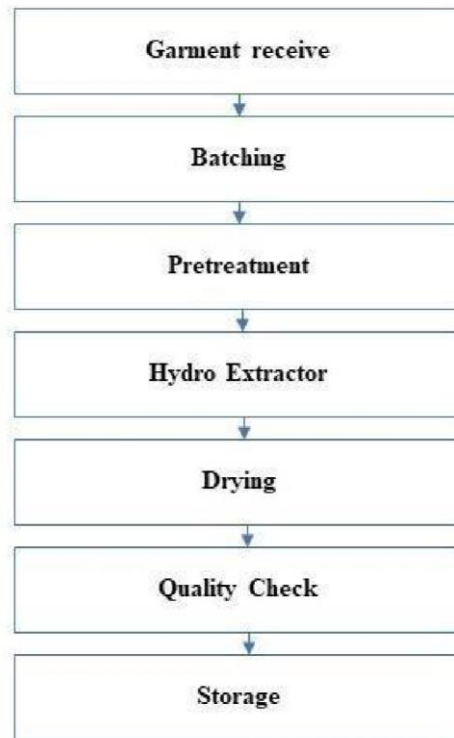 Garment receive
Batching
Pretreatment
Hydro Extractor
Drying
Quality Check
Storage